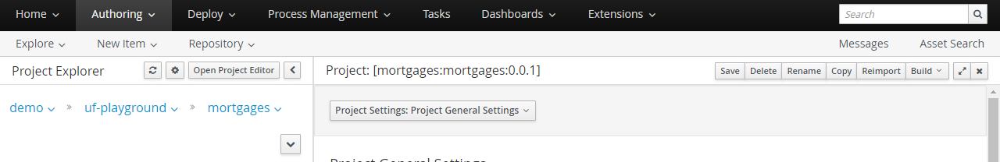 Home Authoring Deploy Process Management Tasks Dashboards Extensions Search
Explore New Item Repository Messages Asset Search
Project Explorer Open Project Editor Project: [mortgages:mortgages:0.0.1] Save Delete Rename Copy Reimport Build
demo » uf-playground » mortgages
Project Settings: Project General Settings
Project General Settings